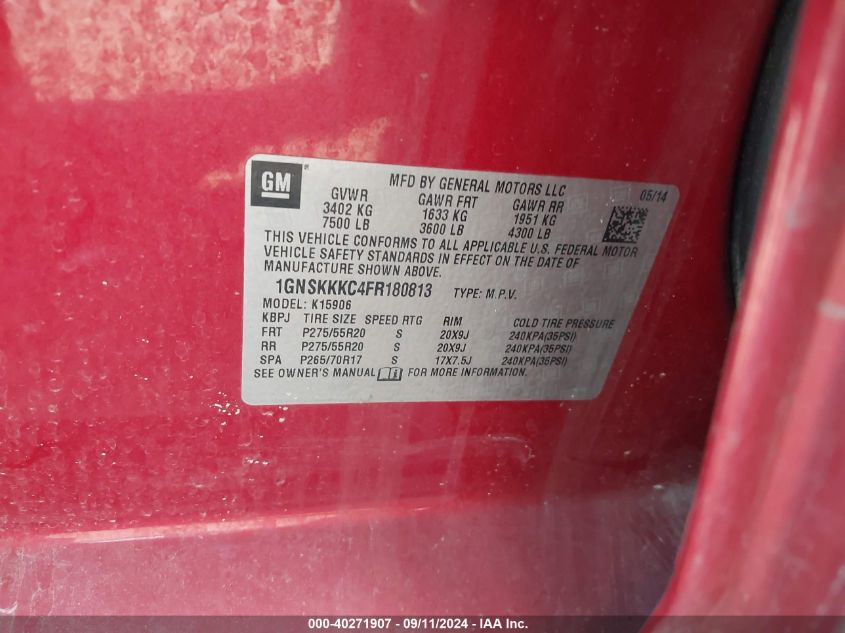 GM
MFD BY GENERAL MOTORS LLC
05/14
GVWR GAWR FRT GAWR RR
3402 KG 1633 KG 1951 KG
7500 LB 3600 LB 4300 LB
THIS VEHICLE CONFORMS TO ALL APPLICABLE U.S. FEDERAL MOTOR
VEHICLE SAFETY STANDARDS IN EFFECT ON THE DATE OF
MANUFACTURE SHOWN ABOVE.
1GNSKKKC4FR180813 TYPE: M.P.V.
MODEL: K15906
KBPJ TIRE SIZE SPEED RTG RIM COLD TIRE PRESSURE
FRT P275/55R20 S 20X9J 240KPA(35PSI)
RR P275/55R20 S 20X9J 240KPA(35PSI)
SPA P265/70R17 S 17X7.5J 240KPA(35PSI)
SEE OWNER'S MANUAL i FOR MORE INFORMATION.
000-40271907 - 09/11/2024 - IAA Inc.